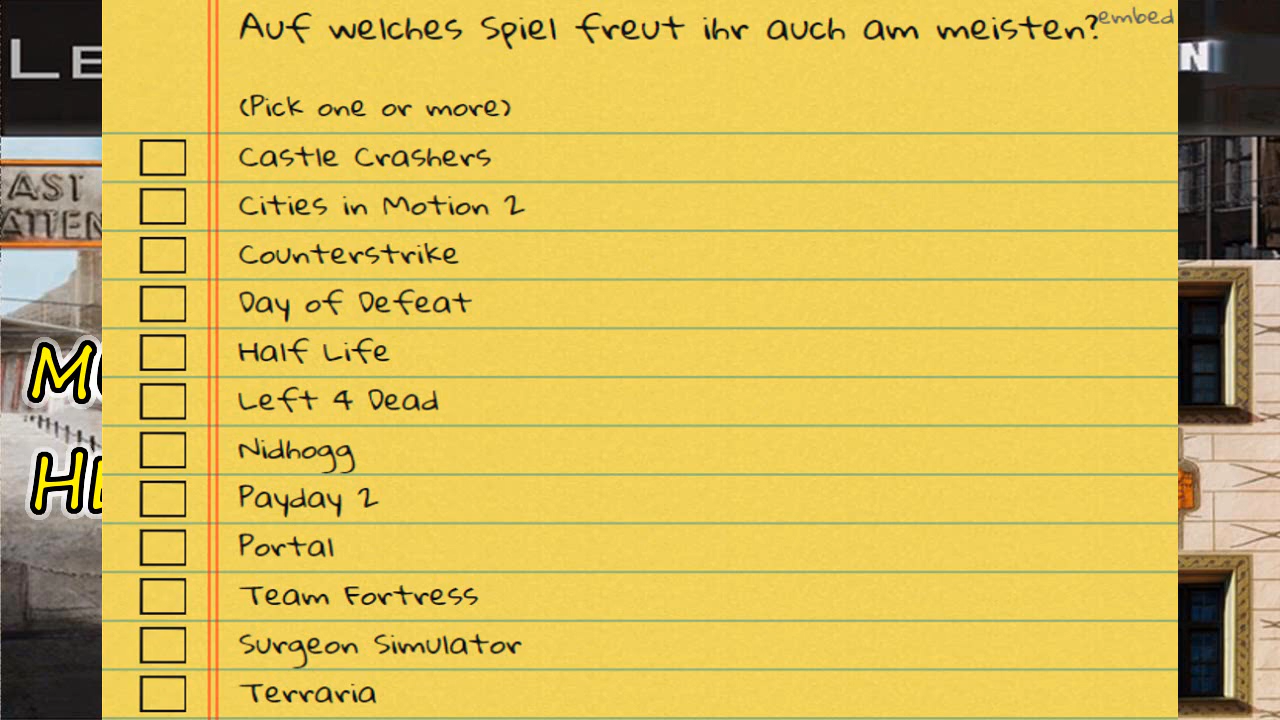 Auf welches Spiel freut ihr auch am meisten?
embed
(Pick one or more)
Castle Crashers
Cities in Motion 2
Counterstrike
Day of Defeat
Half Life
Left 4 Dead
Nidhogg
Payday 2
Portal
Team Fortress
Surgeon Simulator
Terraria